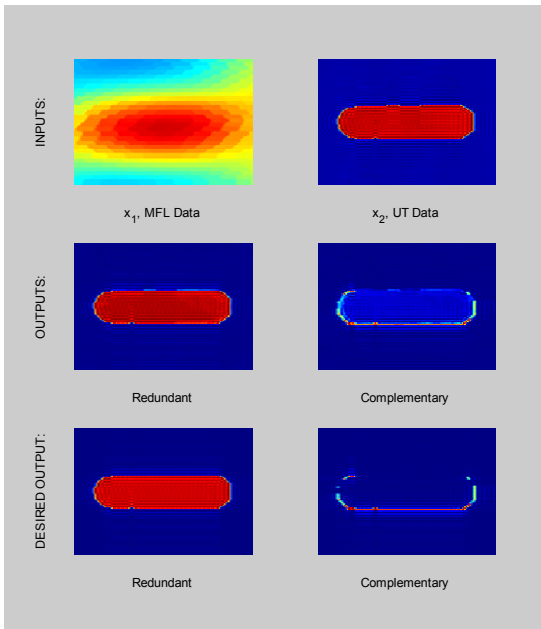 INPUTS:
x1, MFL Data
x2, UT Data
OUTPUTS:
Redundant
Complementary
DESIRED OUTPUT:
Redundant
Complementary